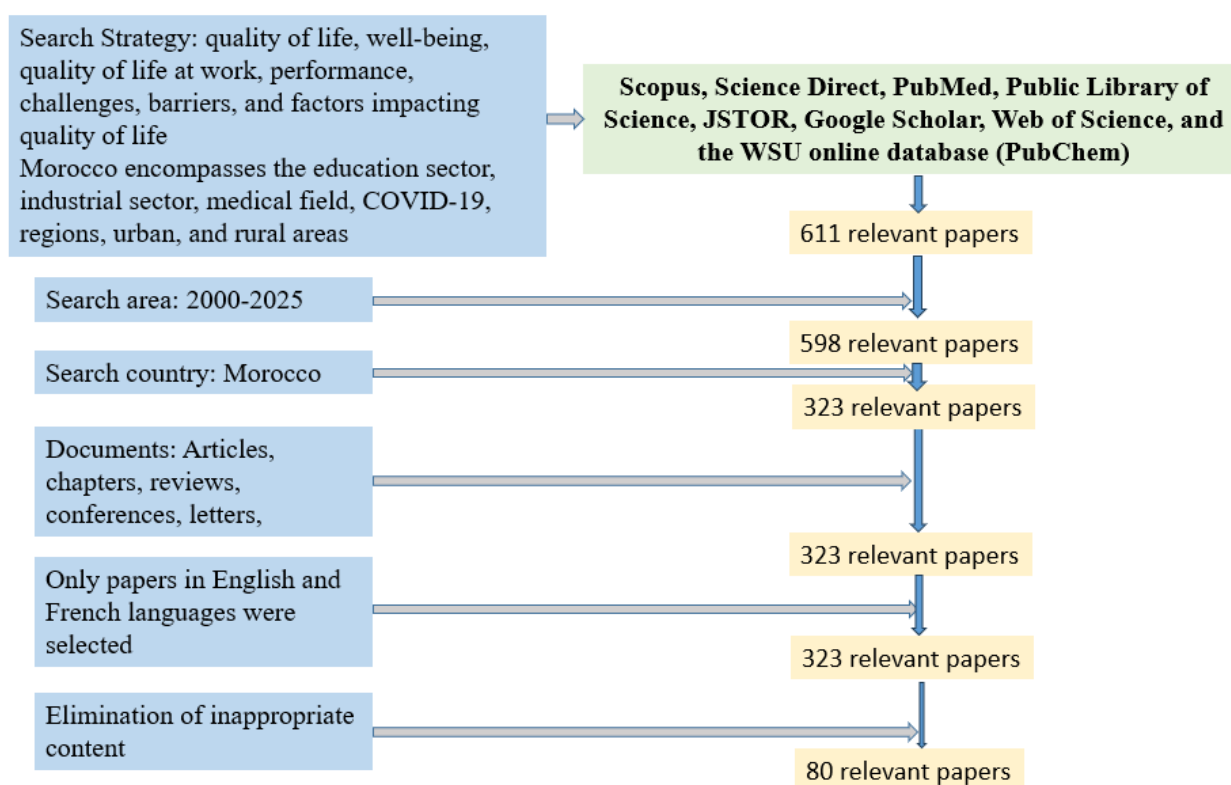 Search Strategy: quality of life, well-being,
quality of life at work, performance,
challenges, barriers, and factors impacting
quality of life
Morocco encompasses the education sector,
industrial sector, medical field, COVID-19,
regions, urban, and rural areas
Scopus, Science Direct, PubMed, Public Library of
Science, JSTOR, Google Scholar, Web of Science, and
the WSU online database (PubChem)
611 relevant papers
Search area: 2000-2025
598 relevant papers
Search country: Morocco
323 relevant papers
Documents: Articles,
chapters, reviews,
conferences, letters,
323 relevant papers
Only papers in English and
French languages were
selected
323 relevant papers
Elimination of inappropriate
content
80 relevant papers